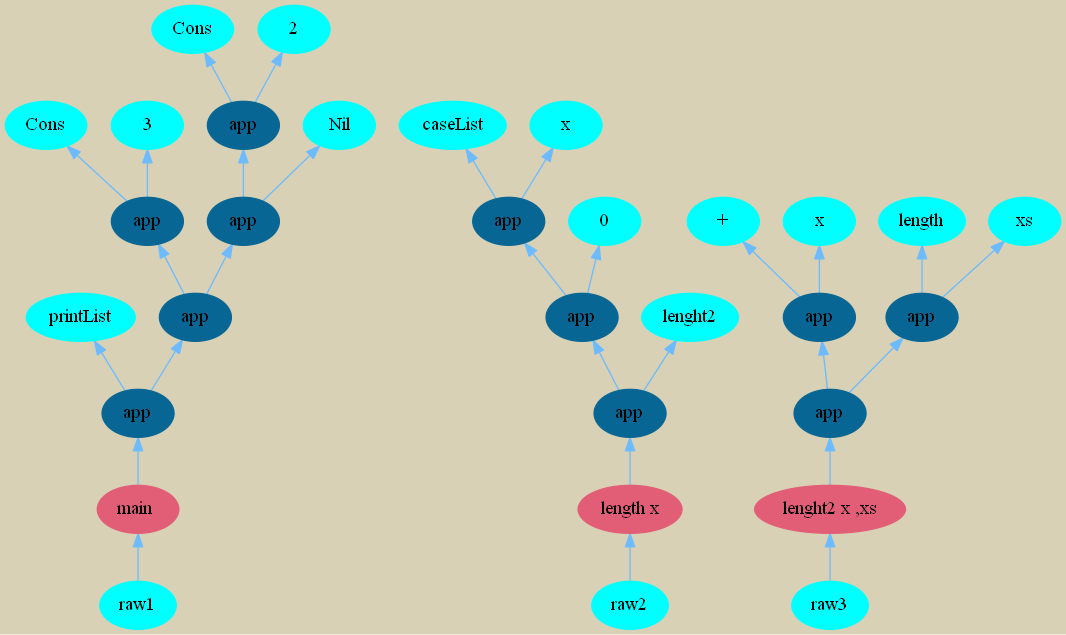 Cons 2
Cons 3 app Nil caseList x
app app app 0 + x length xs
printList app app lenght2 app app
app app app
main length x lenght2 x ,xs
raw1 raw2 raw3